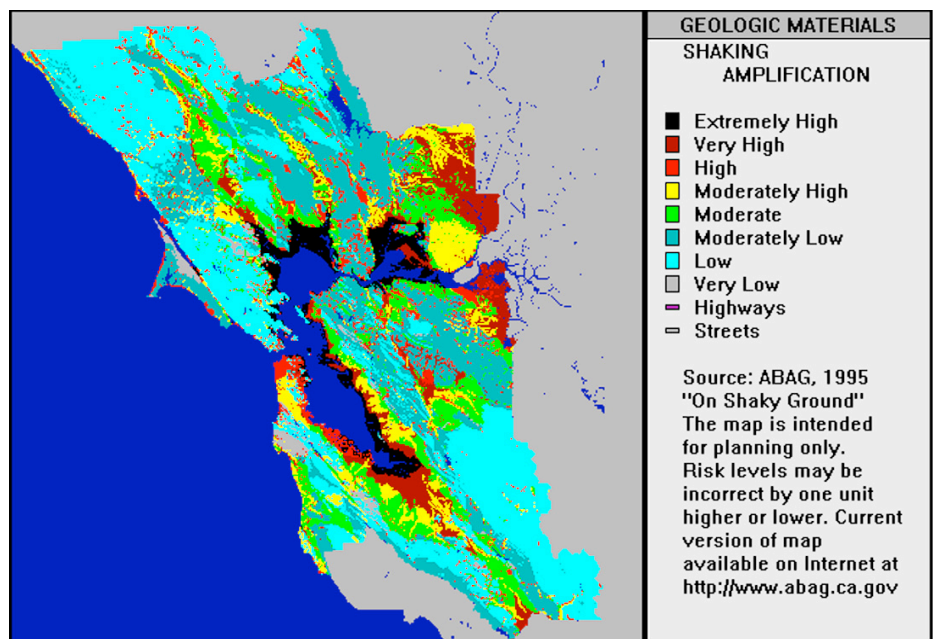 GEOLOGIC MATERIALS
SHAKING
AMPLIFICATION
Extremely High
Very High
High
Moderately High
Moderate
Moderately Low
Low
Very Low
Highways
Streets
Source: ABAG, 1995
"On Shaky Ground"
The map is intended
for planning only.
Risk levels may be
incorrect by one unit
higher or lower. Current
version of map
available on Internet at
http://www.abag.ca.gov